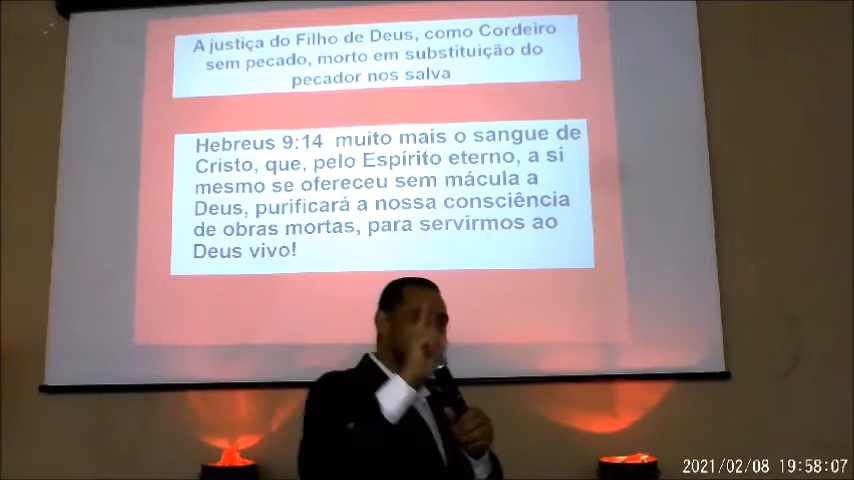 A justiça do Filho de Deus, como Cordeiro
sem pecado, morto em substituição do
pecador nos salva
Hebreus 9:14 muito mais o sangue de
Cristo, que, pelo Espírito eterno, a si
mesmo se ofereceu sem mácula a
Deus, purificará a nossa consciência
de obras mortas, para servirmos ao
Deus vivo!
2021/02/08 19:58:07